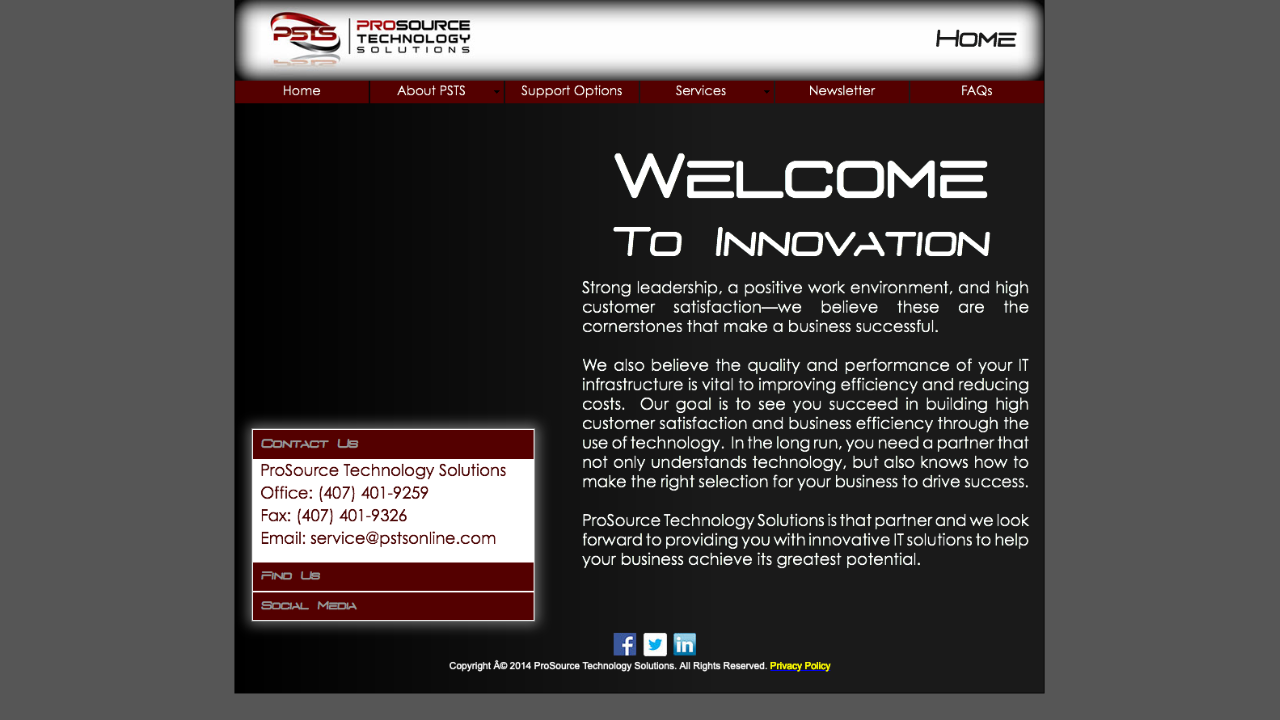 PSTS
PROSOURCE
TECHNOLOGY
SOLUTIONS
Home
Home
About PSTS
Support Options
Services
Newsletter
FAQs
Welcome
To Innovation
Strong leadership, a positive work environment, and high
customer satisfaction—we believe these are the
cornerstones that make a business successful.
We also believe the quality and performance of your IT
infrastructure is vital to improving efficiency and reducing
costs. Our goal is to see you succeed in building high
customer satisfaction and business efficiency through the
use of technology. In the long run, you need a partner that
not only understands technology, but also knows how to
make the right selection for your business to drive success.
ProSource Technology Solutions is that partner and we look
forward to providing you with innovative IT solutions to help
your business achieve its greatest potential.
Contact Us
ProSource Technology Solutions
Office: (407) 401-9259
Fax: (407) 401-9326
Email: service@pstsonline.com
Find Us
Social Media
Copyright Â© 2014 ProSource Technology Solutions. All Rights Reserved. Privacy Policy